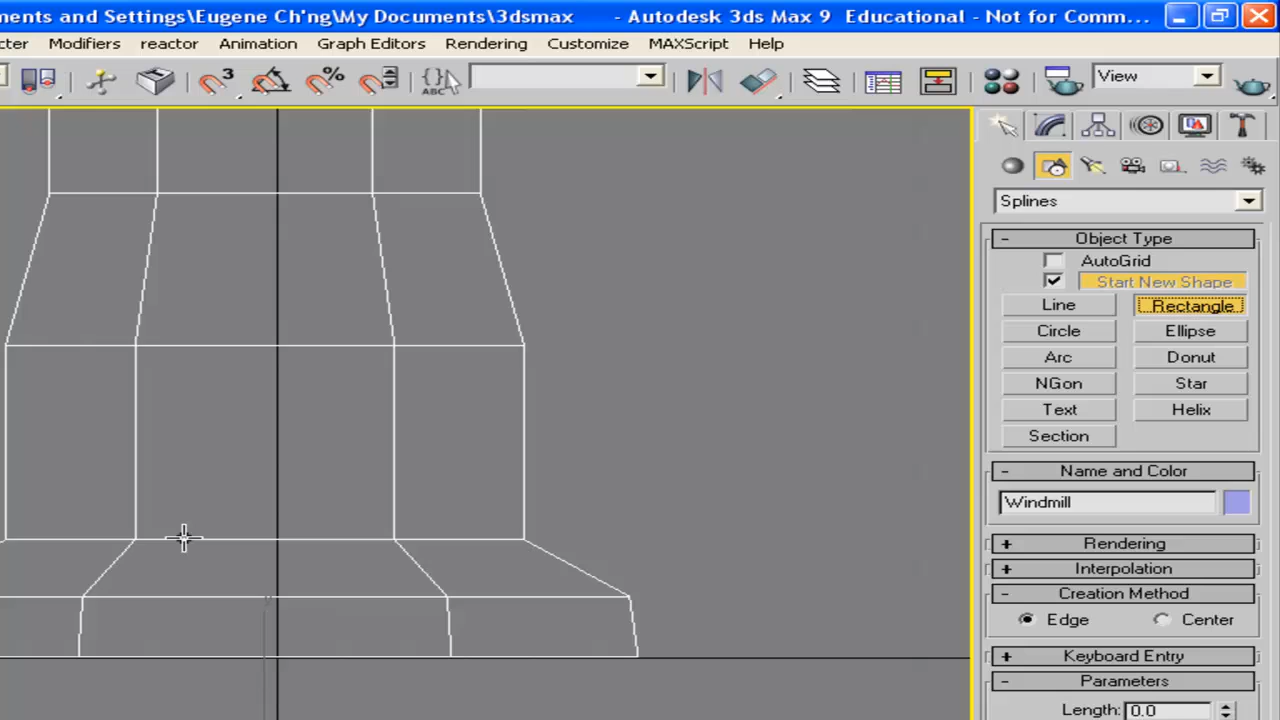 ments and Settings\Eugene Ch'ng\My Documents\3dsmax - Autodesk 3ds Max 9 Educational - Not for Comm...
cter Modifiers reactor Animation Graph Editors Rendering Customize MAXScript Help
3 % {} ABC View
Splines
- Object Type
AutoGrid
Start New Shape
Line Rectangle
Circle Ellipse
Arc Donut
NGon Star
Text Helix
Section
- Name and Color
Windmill
+ Rendering
+ Interpolation
- Creation Method
Edge Center
+ Keyboard Entry
- Parameters
Length: 0.0